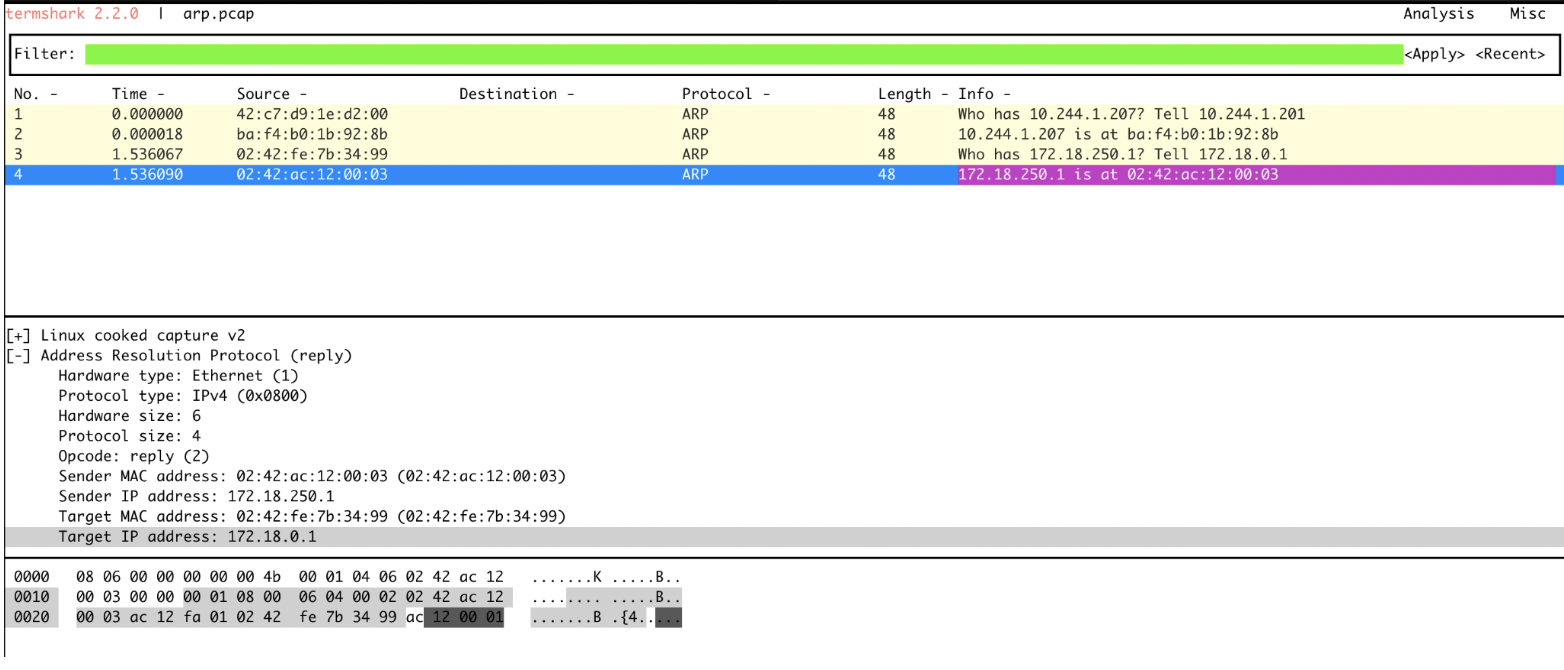 termshark 2.2.0 | arp.pcap Analysis Misc
Filter: <Apply> <Recent>
No. - Time - Source - Destination - Protocol - Length - Info -
1 0.000000 42:c7:d9:1e:d2:00 ARP 48 Who has 10.244.1.207? Tell 10.244.1.201
2 0.000018 ba:f4:b0:1b:92:8b ARP 48 10.244.1.207 is at ba:f4:b0:1b:92:8b
3 1.536067 02:42:fe:7b:34:99 ARP 48 Who has 172.18.250.1? Tell 172.18.0.1
4 1.536090 02:42:ac:12:00:03 ARP 48 172.18.250.1 is at 02:42:ac:12:00:03
[+] Linux cooked capture v2
[-] Address Resolution Protocol (reply)
Hardware type: Ethernet (1)
Protocol type: IPv4 (0x0800)
Hardware size: 6
Protocol size: 4
Opcode: reply (2)
Sender MAC address: 02:42:ac:12:00:03 (02:42:ac:12:00:03)
Sender IP address: 172.18.250.1
Target MAC address: 02:42:fe:7b:34:99 (02:42:fe:7b:34:99)
Target IP address: 172.18.0.1
0000 08 06 00 00 00 00 00 4b 00 01 04 06 02 42 ac 12 .......K .....B..
0010 00 03 00 00 00 01 08 00 06 04 00 02 02 42 ac 12 ........ .....B..
0020 00 03 ac 12 fa 01 02 42 fe 7b 34 99 ac 12 00 01 .......B .{4.....